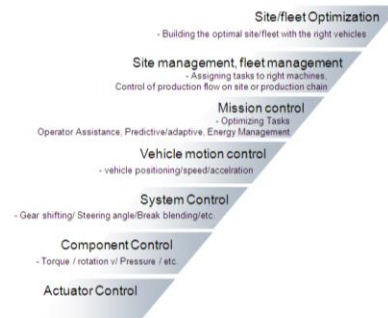 Site/fleet Optimization
- Building the optimal site/fleet with the right vehicles
Site management, fleet management
- Assigning tasks to right machines,
Control of production flow on site or production chain
Mission control
- Optimizing Tasks
Operator Assistance, Predictive/adaptive, Energy Management
Vehicle motion control
- vehicle positioning/speed/accelration
System Control
- Gear shifting/ Steering angle/Break blending/etc.
Component Control
- Torque / rotation v/ Pressure / etc.
Actuator Control